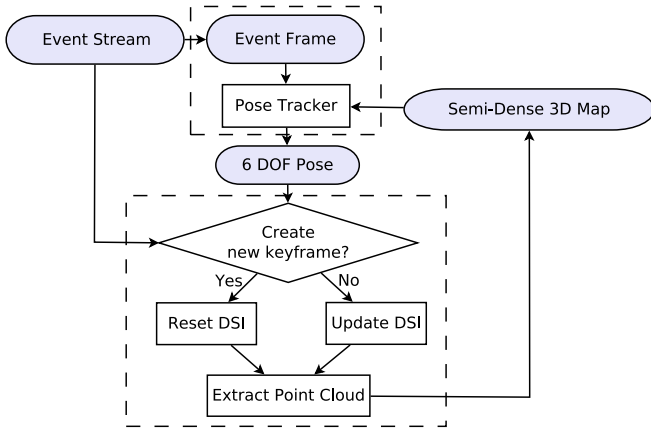 Event Stream
Event Frame
Pose Tracker
Semi-Dense 3D Map
6 DOF Pose
Create
new keyframe?
Yes
No
Reset DSI
Update DSI
Extract Point Cloud